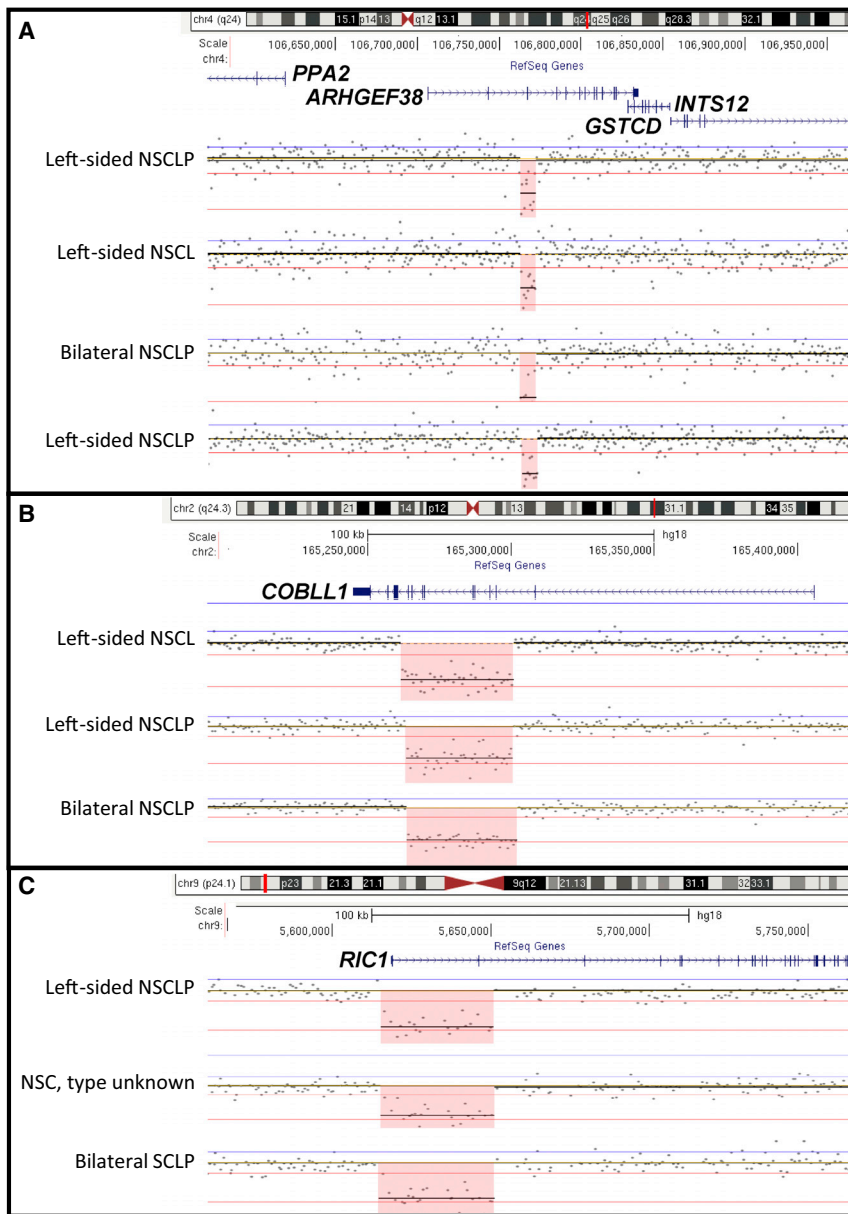 A
chr4 (q24) 15.1 p14 13 q12 13.1 q24 q25 q26 q28.3 32.1
Scale
chr4:
106,650,000| 106,700,000| 106,750,000| 106,800,000| 106,850,000| 106,900,000| 106,950,000|
RefSeq Genes
PPA2
ARHGEF38
INTS12
GSTCD
Left-sided NSCLP
Left-sided NSCL
Bilateral NSCLP
Left-sided NSCLP
B
chr2 (q24.3) 21 14 p12 13 31.1 34 35
Scale
chr2:
100 kb hg18
165,250,000| 165,300,000| 165,350,000| 165,400,000|
RefSeq Genes
COBLL1
Left-sided NSCL
Left-sided NSCLP
Bilateral NSCLP
C
chr9 (p24.1) p23 21.3 21.1 9q12 21.13 31.1 32 33.1
Scale
chr9:
100 kb hg18
5,600,000| 5,650,000| 5,700,000| 5,750,000|
RefSeq Genes
RIC1
Left-sided NSCLP
NSC, type unknown
Bilateral SCLP